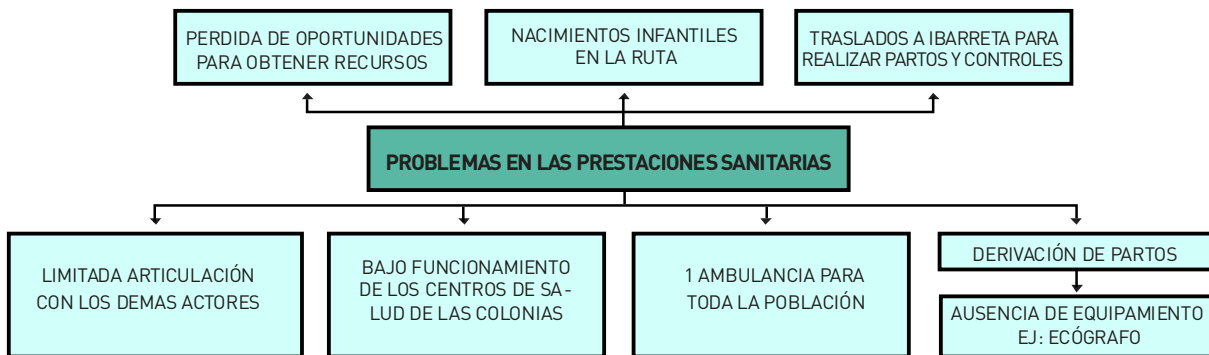 PERDIDA DE OPORTUNIDADES
PARA OBTENER RECURSOS
NACIMIENTOS INFANTILES
EN LA RUTA
TRASLADOS A IBARRETA PARA
REALIZAR PARTOS Y CONTROLES
PROBLEMAS EN LAS PRESTACIONES SANITARIAS
LIMITADA ARTICULACIÓN
CON LOS DEMAS ACTORES
BAJO FUNCIONAMIENTO
DE LOS CENTROS DE SA-
LUD DE LAS COLONIAS
1 AMBULANCIA PARA
TODA LA POBLACIÓN
DERIVACIÓN DE PARTOS
AUSENCIA DE EQUIPAMIENTO
EJ: ECÓGRAFO